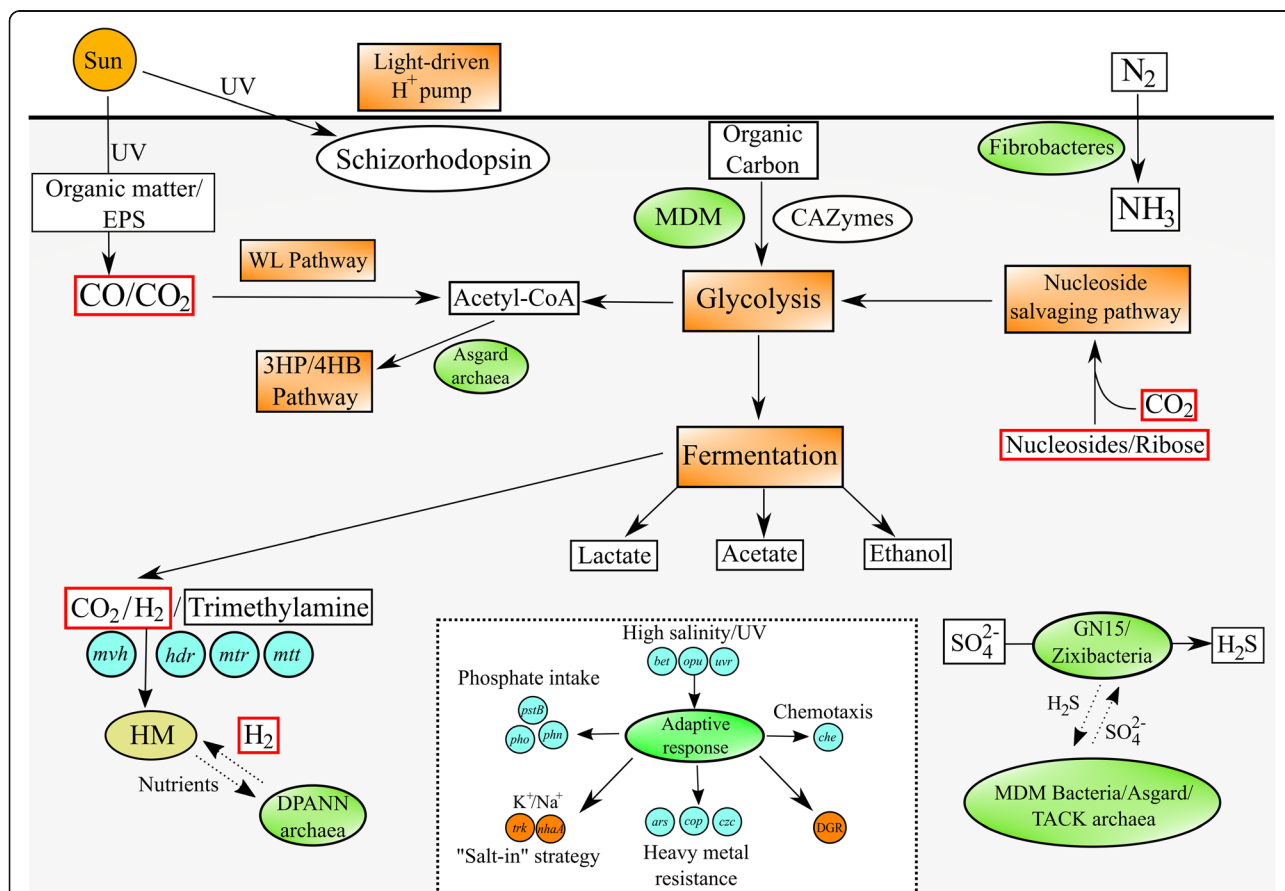 Sun
UV
Light-driven
H+ pump
N2
UV
Schizorhodopsin
Organic
Carbon
Fibrobacteres
Organic matter/
EPS
MDM
CAZymes
NH3
WL Pathway
CO/CO2
Acetyl-CoA
Glycolysis
Nucleoside
salvaging pathway
3HP/4HB
Pathway
Asgard
archaea
CO2
Nucleosides/Ribose
Fermentation
Lactate
Acetate
Ethanol
CO2/H2/Trimethylamine
mvh
hdr
mtr
mtt
HM
H2
Nutrients
DPANN
archaea
High salinity/UV
bet
opu
uvr
Phosphate intake
pstB
pho
phn
Adaptive
response
Chemotaxis
che
K+/Na+
trk
nhaA
"Salt-in" strategy
ars
cop
czc
Heavy metal
resistance
DGR
SO4 2-
GN15/
Zixibacteria
H2S
H2S
SO4 2-
MDM Bacteria/Asgard/
TACK archaea